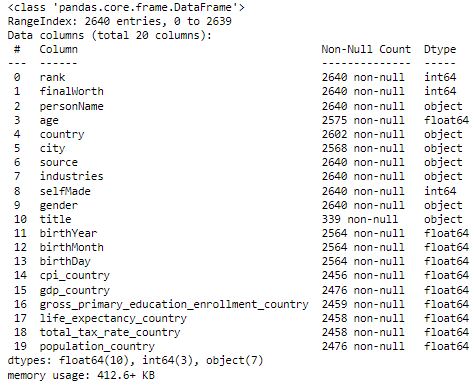 <class 'pandas.core.frame.DataFrame'>
RangeIndex: 2640 entries, 0 to 2639
Data columns (total 20 columns):
 #   Column                                   Non-Null Count  Dtype
---  ------                                   --------------  -----
 0   rank                                     2640 non-null   int64
 1   finalWorth                               2640 non-null   int64
 2   personName                               2640 non-null   object
 3   age                                      2575 non-null   float64
 4   country                                  2602 non-null   object
 5   city                                     2568 non-null   object
 6   source                                   2640 non-null   object
 7   industries                               2640 non-null   object
 8   selfMade                                 2640 non-null   int64
 9   gender                                   2640 non-null   object
 10  title                                    339 non-null    object
 11  birthYear                                2564 non-null   float64
 12  birthMonth                               2564 non-null   float64
 13  birthDay                                 2564 non-null   float64
 14  cpi_country                              2456 non-null   float64
 15  gdp_country                              2476 non-null   float64
 16  gross_primary_education_enrollment_country  2459 non-null   float64
 17  life_expectancy_country                  2458 non-null   float64
 18  total_tax_rate_country                   2458 non-null   float64
 19  population_country                       2476 non-null   float64
dtypes: float64(10), int64(3), object(7)
memory usage: 412.6+ KB